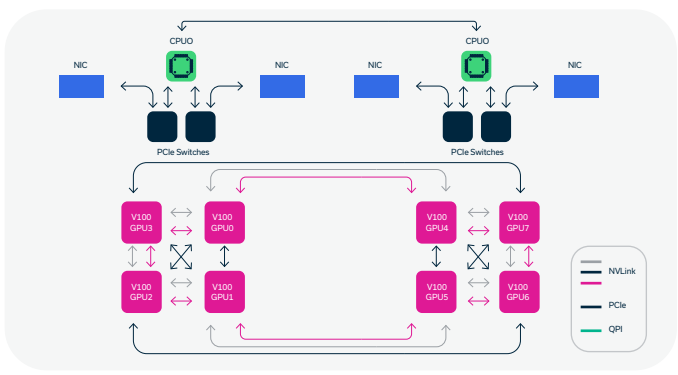 CPUO
CPUO
NIC
NIC
NIC
NIC
PCIe Switches
PCIe Switches
V100
GPU3
V100
GPU0
V100
GPU4
V100
GPU7
V100
GPU2
V100
GPU1
V100
GPU5
V100
GPU6
NVLink
PCIe
QPI